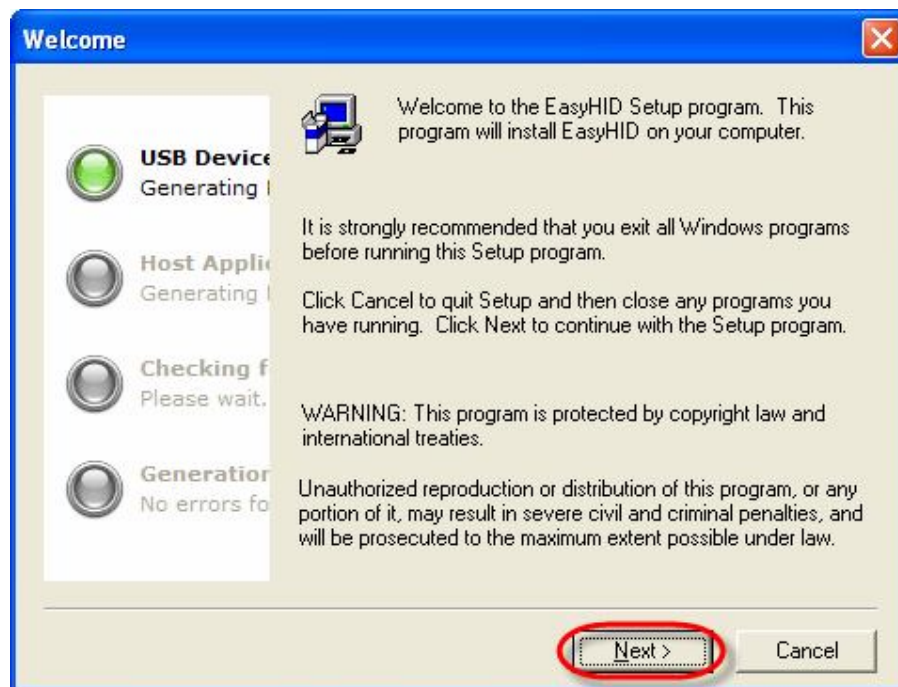 Welcome
USB Device
Generating
Host Applic
Generating
Checking f
Please wait.
Generation
No errors fo
Welcome to the EasyHID Setup program. This
program will install EasyHID on your computer.
It is strongly recommended that you exit all Windows programs
before running this Setup program.
Click Cancel to quit Setup and then close any programs you
have running. Click Next to continue with the Setup program.
WARNING: This program is protected by copyright law and
international treaties.
Unauthorized reproduction or distribution of this program, or any
portion of it, may result in severe civil and criminal penalties, and
will be prosecuted to the maximum extent possible under law.
Next >
Cancel